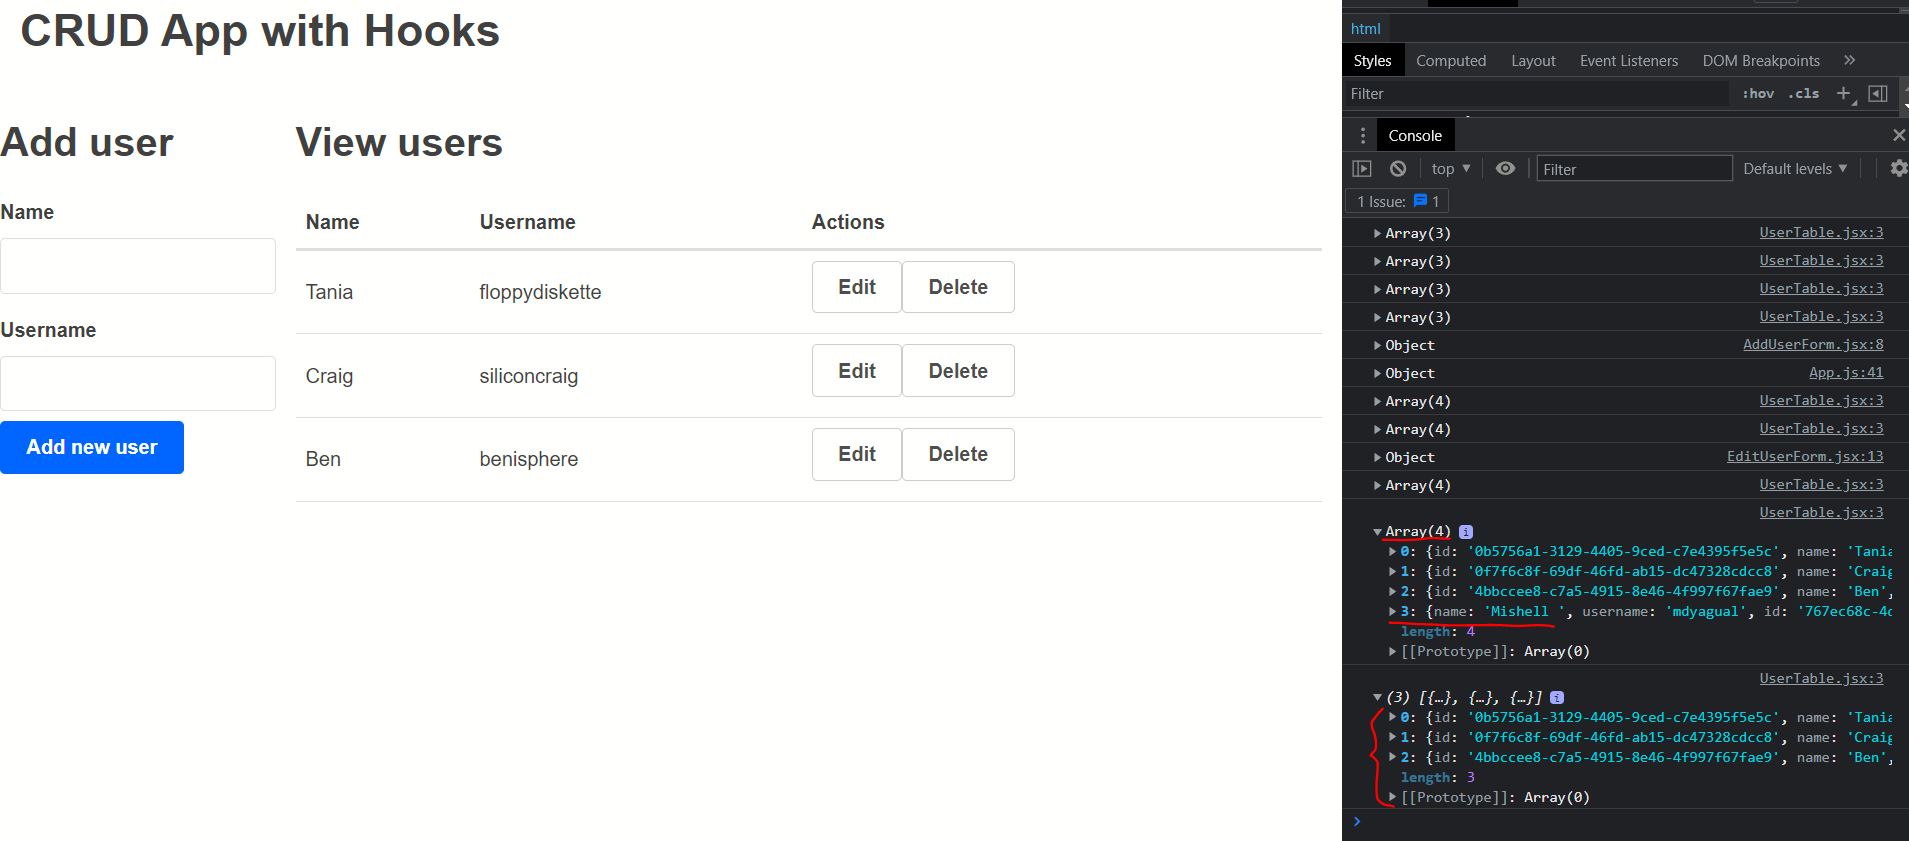 CRUD App with Hooks
Add user
Name
Username
Add new user
View users
Name Username Actions
Tania floppydiskette Edit Delete
Craig siliconcraig Edit Delete
Ben benisphere Edit Delete
html
Styles Computed Layout Event Listeners DOM Breakpoints »
Filter :hov .cls +
Console
top Filter Default levels
1 Issue: 1
Array(3) UserTable.jsx:3
Array(3) UserTable.jsx:3
Array(3) UserTable.jsx:3
Array(3) UserTable.jsx:3
Object AddUserForm.jsx:8
Object App.js:41
Array(4) UserTable.jsx:3
Array(4) UserTable.jsx:3
Object EditUserForm.jsx:13
Array(4) UserTable.jsx:3
UserTable.jsx:3
Array(4) i
0: {id: '0b5756a1-3129-4405-9ced-c7e4395f5e5c', name: 'Tania
1: {id: '0f7f6c8f-69df-46fd-ab15-dc47328cdcc8', name: 'Craig
2: {id: '4bbccee8-c7a5-4915-8e46-4f997f67fae9', name: 'Ben',
3: {name: 'Mishell ', username: 'mdyagual', id: '767ec68c-4c
length: 4
[[Prototype]]: Array(0)
UserTable.jsx:3
(3) [{…}, {…}, {…}] i
0: {id: '0b5756a1-3129-4405-9ced-c7e4395f5e5c', name: 'Tania
1: {id: '0f7f6c8f-69df-46fd-ab15-dc47328cdcc8', name: 'Craig
2: {id: '4bbccee8-c7a5-4915-8e46-4f997f67fae9', name: 'Ben',
length: 3
[[Prototype]]: Array(0)